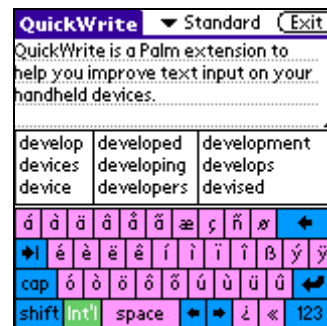 QuickWrite ▼ Standard Exit
QuickWrite is a Palm extension to
help you improve text input on your
handheld devices.
develop developed development
devices developing develops
device developers devised
á à ä â å ã æ ç ñ ø
é è ë ê í ì ï î ß ý ÿ
cap ó ò ö ô õ ú ù ü û
shift Int'l space ¿ « 123